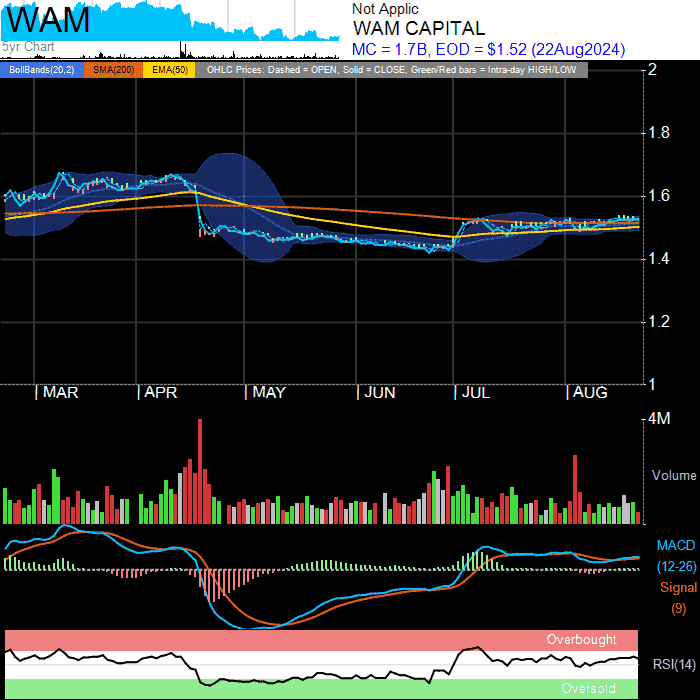 WAM
5yr Chart
Not Applic
WAM CAPITAL
MC = 1.7B, EOD = $1.52 (22Aug2024)
BollBands(20,2) SMA(200) EMA(50) OHLC Prices: Dashed = OPEN, Solid = CLOSE, Green/Red bars = Intra-day HIGH/LOW
2
1.8
1.6
1.4
1.2
1
| MAR | APR | MAY | JUN | JUL | AUG
4M
Volume
MACD
(12-26)
Signal
(9)
Overbought
RSI(14)
Oversold